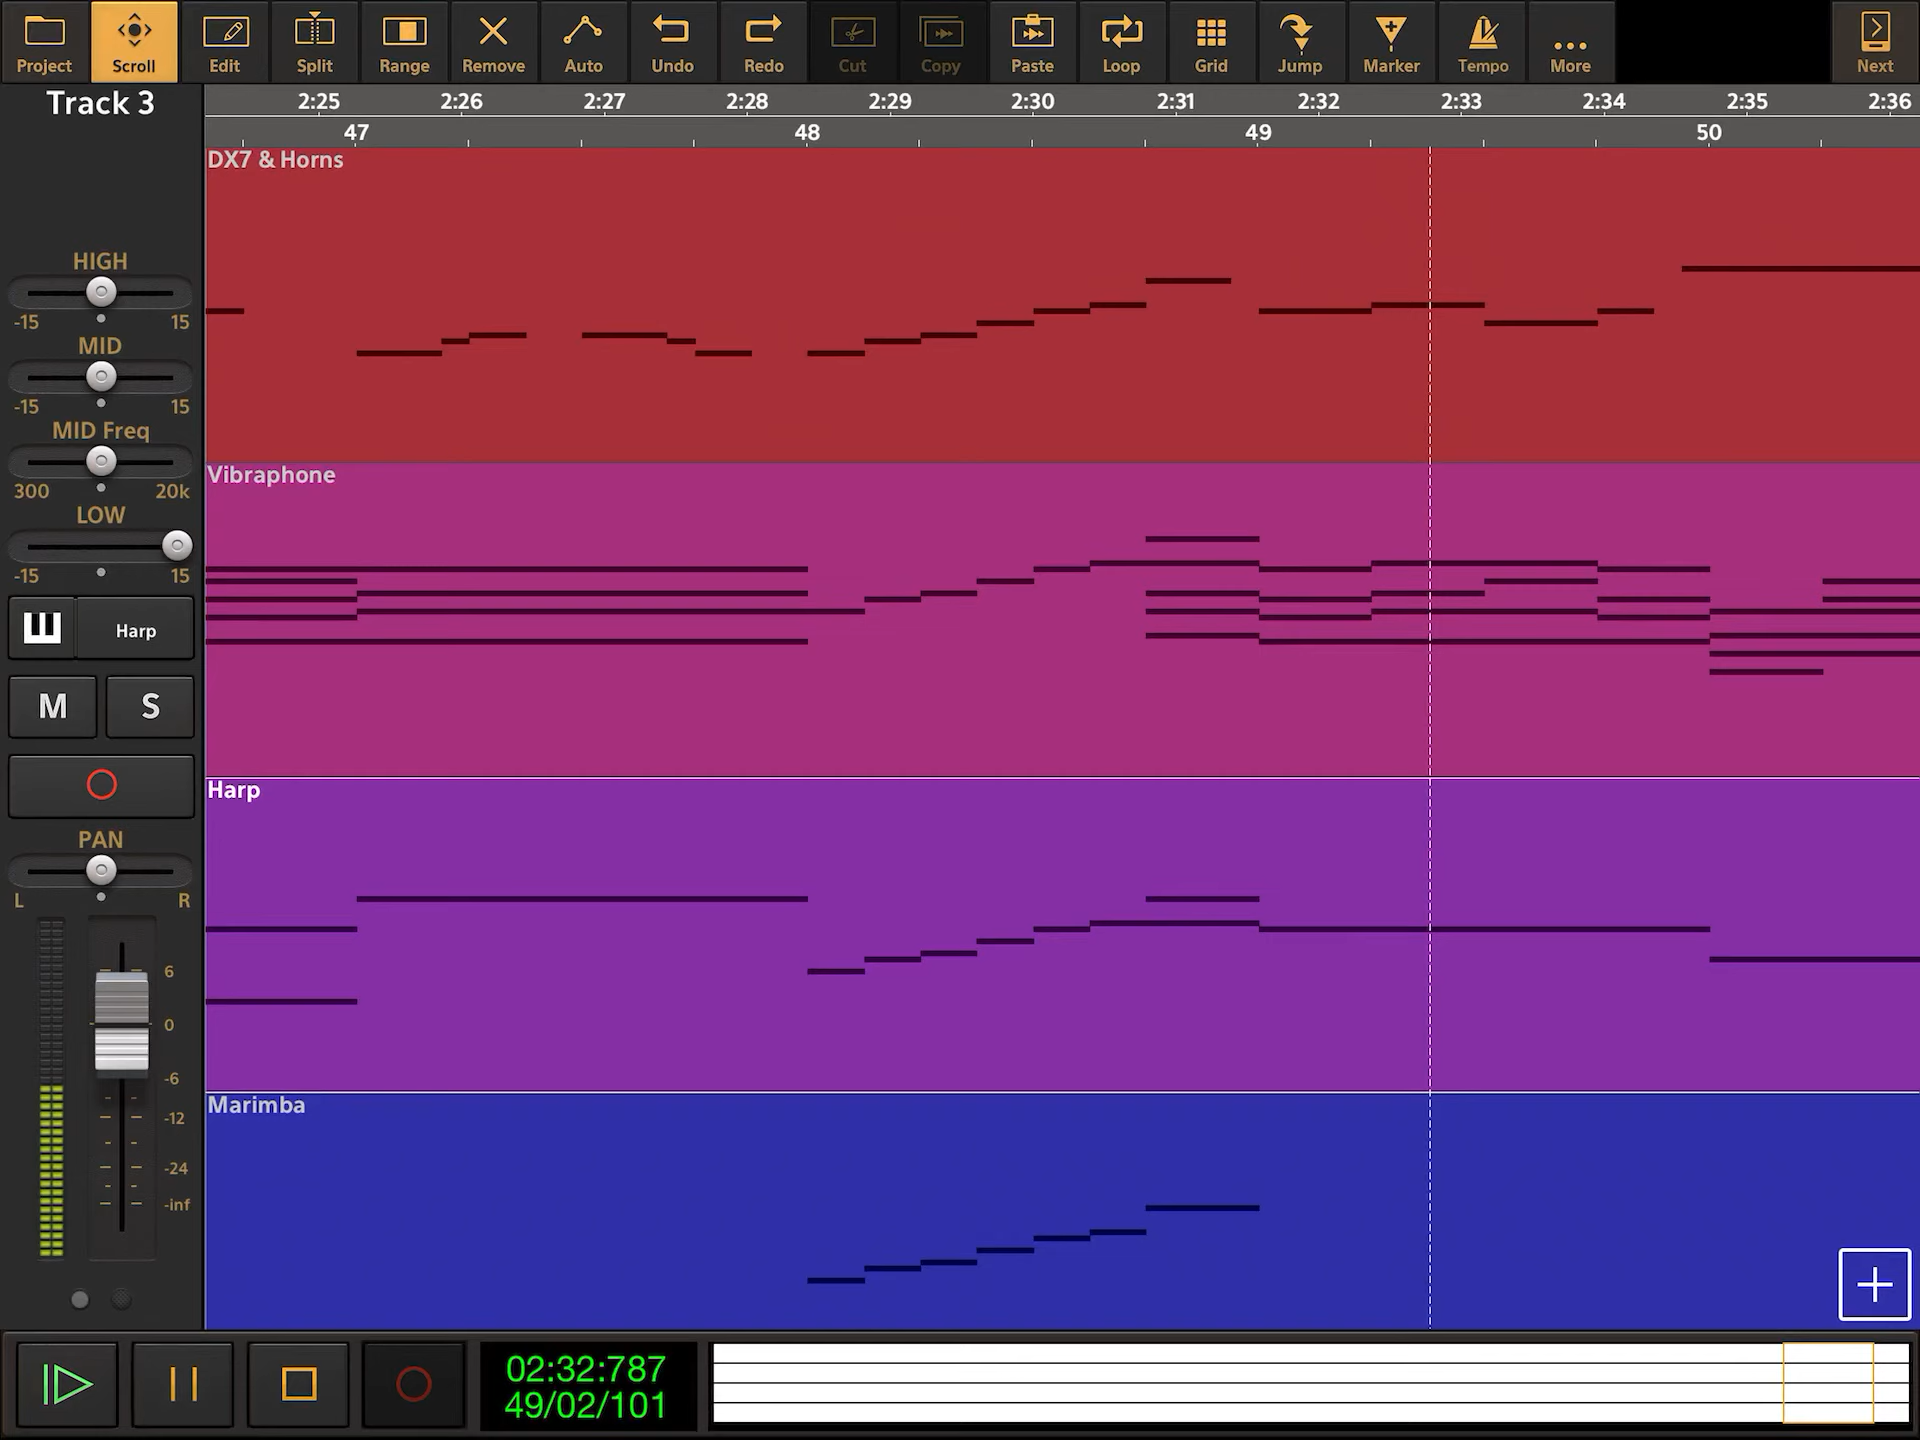 Project Scroll Edit Split Range Remove Auto Undo Redo Cut Copy Paste Loop Grid Jump Marker Tempo More Next
Track 3
2:25 2:26 2:27 2:28 2:29 2:30 2:31 2:32 2:33 2:34 2:35 2:36
47 48 49 50
DX7 & Horns
HIGH
-15 15
MID
-15 15
MID Freq
300 20k
LOW
-15 15
Harp
M S
PAN
L R
6
0
-6
-12
-24
-inf
Vibraphone
Harp
Marimba
02:32:787
49/02/101